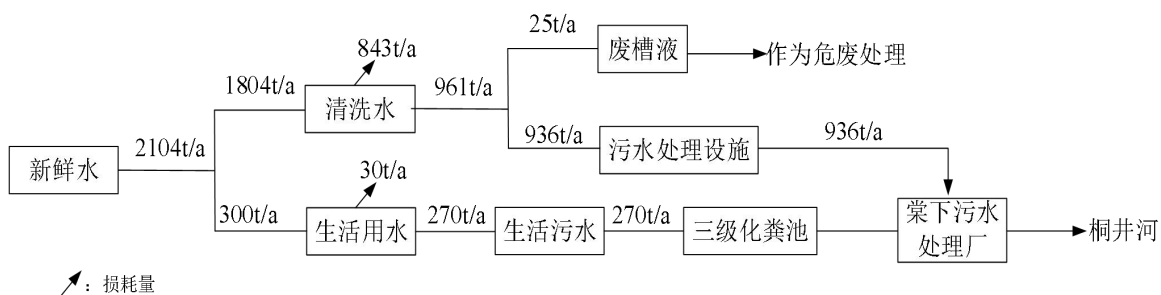 25t/a
废槽液
作为危废处理
843t/a
1804t/a
清洗水
961t/a
936t/a
污水处理设施
936t/a
新鲜水
2104t/a
30t/a
300t/a
生活用水
270t/a
生活污水
270t/a
三级化粪池
棠下污水
处理厂
桐井河
：损耗量